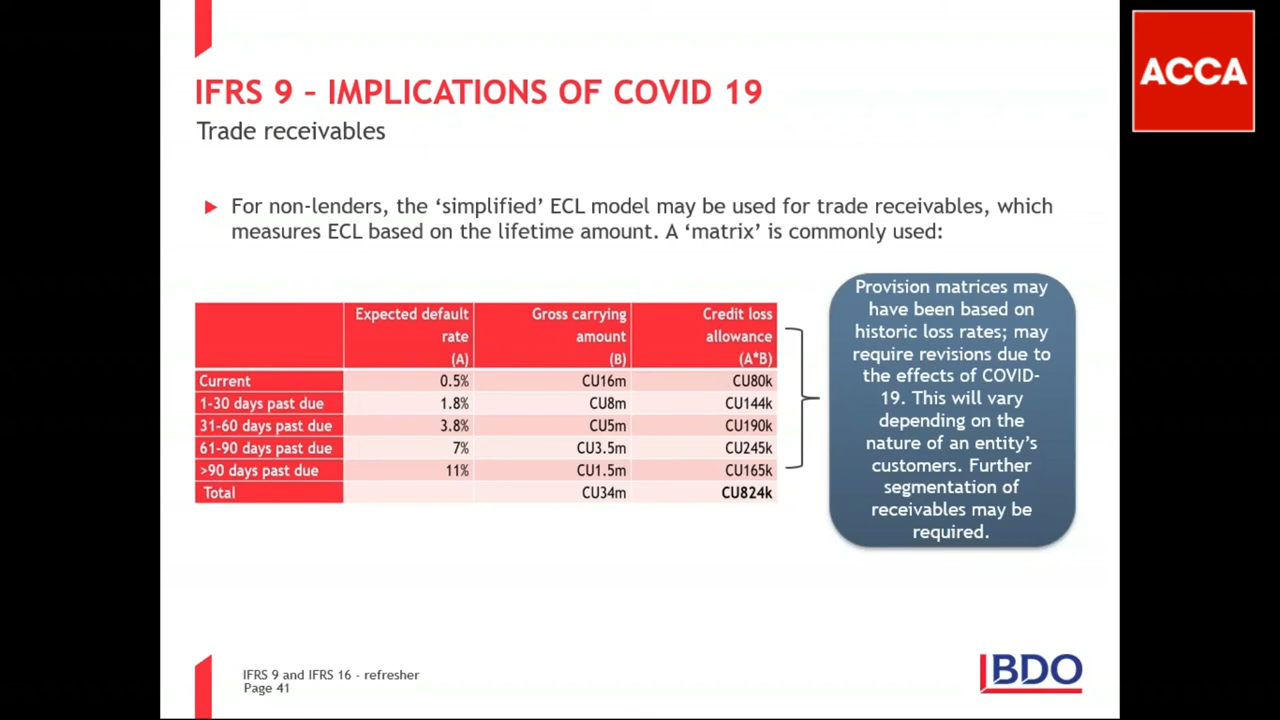 ACCA
IFRS 9 – IMPLICATIONS OF COVID 19
Trade receivables
For non-lenders, the ‘simplified’ ECL model may be used for trade receivables, which
measures ECL based on the lifetime amount. A ‘matrix’ is commonly used:
Expected default rate (A) Gross carrying amount (B) Credit loss allowance (A*B)
Current 0.5% CU16m CU80k
1-30 days past due 1.8% CU8m CU144k
31-60 days past due 3.8% CU5m CU190k
61-90 days past due 7% CU3.5m CU245k
>90 days past due 11% CU1.5m CU165k
Total CU34m CU824k
Provision matrices may
have been based on
historic loss rates; may
require revisions due to
the effects of COVID-
19. This will vary
depending on the
nature of an entity’s
customers. Further
segmentation of
receivables may be
required.
IFRS 9 and IFRS 16 - refresher
Page 41
BDO